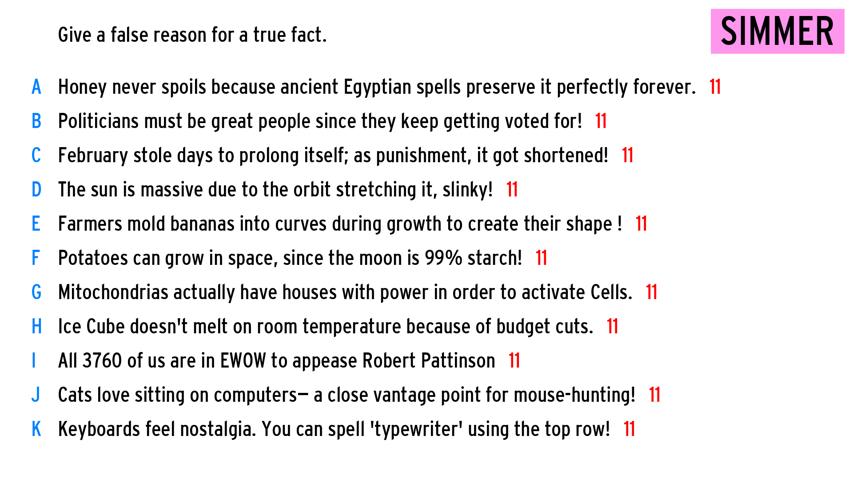 Give a false reason for a true fact.
SIMMER
A Honey never spoils because ancient Egyptian spells preserve it perfectly forever. 11
B Politicians must be great people since they keep getting voted for! 11
C February stole days to prolong itself; as punishment, it got shortened! 11
D The sun is massive due to the orbit stretching it, slinky! 11
E Farmers mold bananas into curves during growth to create their shape ! 11
F Potatoes can grow in space, since the moon is 99% starch! 11
G Mitochondrias actually have houses with power in order to activate Cells. 11
H Ice Cube doesn't melt on room temperature because of budget cuts. 11
I All 3760 of us are in EWOW to appease Robert Pattinson 11
J Cats love sitting on computers— a close vantage point for mouse-hunting! 11
K Keyboards feel nostalgia. You can spell 'typewriter' using the top row! 11